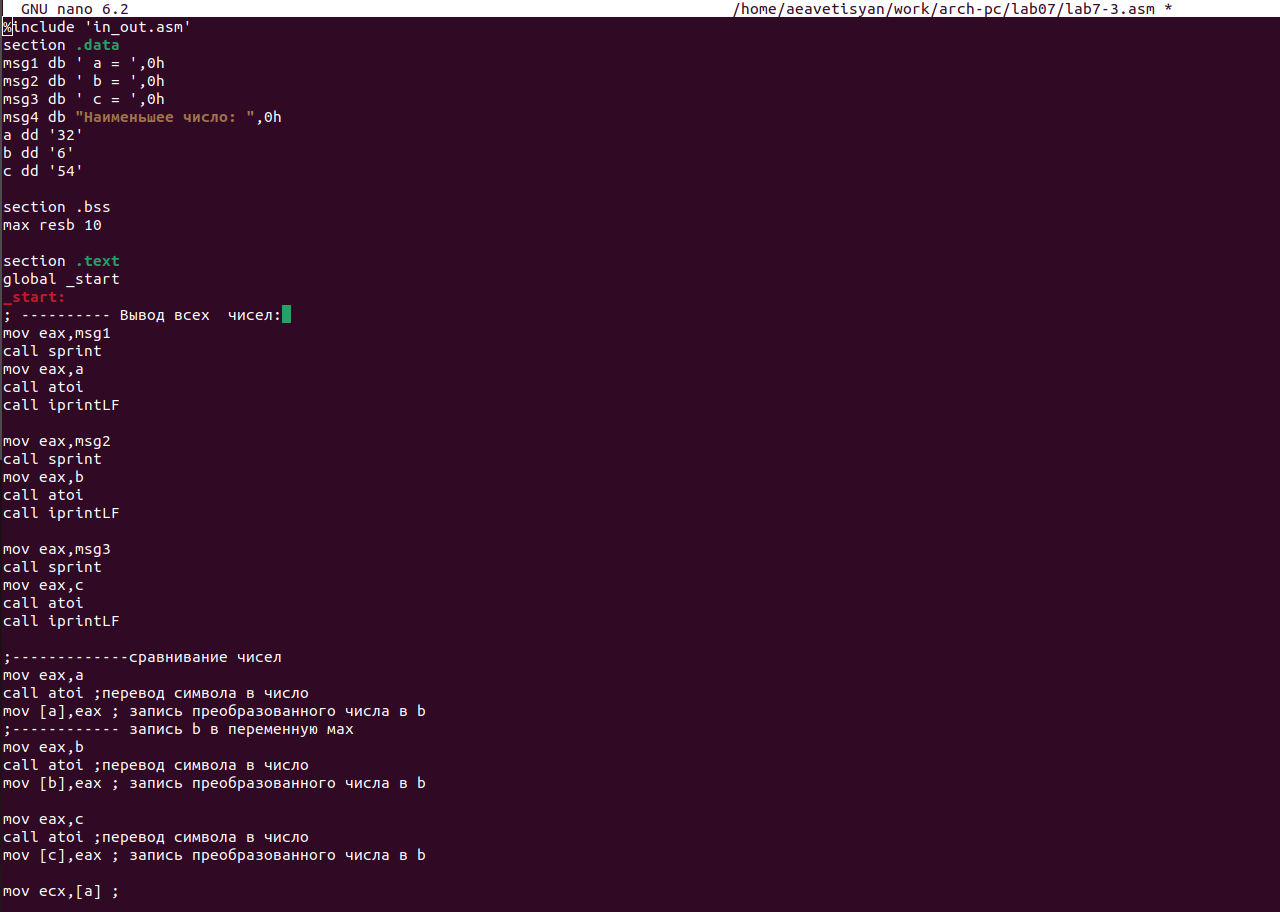 GNU nano 6.2 /home/aeavetisyan/work/arch-pc/lab07/lab7-3.asm *
%include 'in_out.asm'
section .data
msg1 db ' a = ',0h
msg2 db ' b = ',0h
msg3 db ' c = ',0h
msg4 db "Наименьшее число: ",0h
a dd '32'
b dd '6'
c dd '54'
section .bss
max resb 10
section .text
global _start
_start:
; ---------- Вывод всех  чисел:
mov eax,msg1
call sprint
mov eax,a
call atoi
call iprintLF
mov eax,msg2
call sprint
mov eax,b
call atoi
call iprintLF
mov eax,msg3
call sprint
mov eax,c
call atoi
call iprintLF
;-------------сравнивание чисел
mov eax,a
call atoi ;перевод символа в число
mov [a],eax ; запись преобразованного числа в b
;------------ запись b в переменную мах
mov eax,b
call atoi ;перевод символа в число
mov [b],eax ; запись преобразованного числа в b
mov eax,c
call atoi ;перевод символа в число
mov [c],eax ; запись преобразованного числа в b
mov ecx,[a] ;